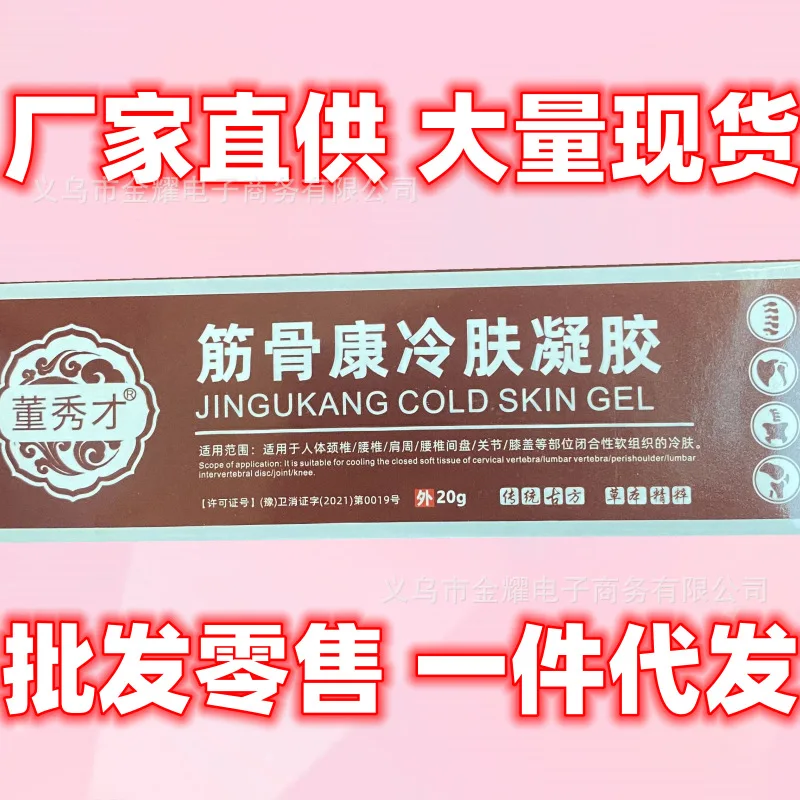 厂家直供 大量现货
义乌市金耀电子商务有限公司
董秀才®
筋骨康冷肤凝胶
JINGUKANG COLD SKIN GEL
适用范围：适用于人体颈椎/腰椎/肩周/腰椎间盘/关节/膝盖等部位闭合性软组织的冷肤。
Scope of application: It is suitable for cooling the closed soft tissue of cervical vertebra/lumbar vertebra/perishoulder/lumbar
intervertebral disc/joint/knee.
【许可证号】(豫)卫消证字(2021)第0019号 外 20g 传统古方 草本精粹
义乌市金耀电子商务有限公司
批发零售 一件代发